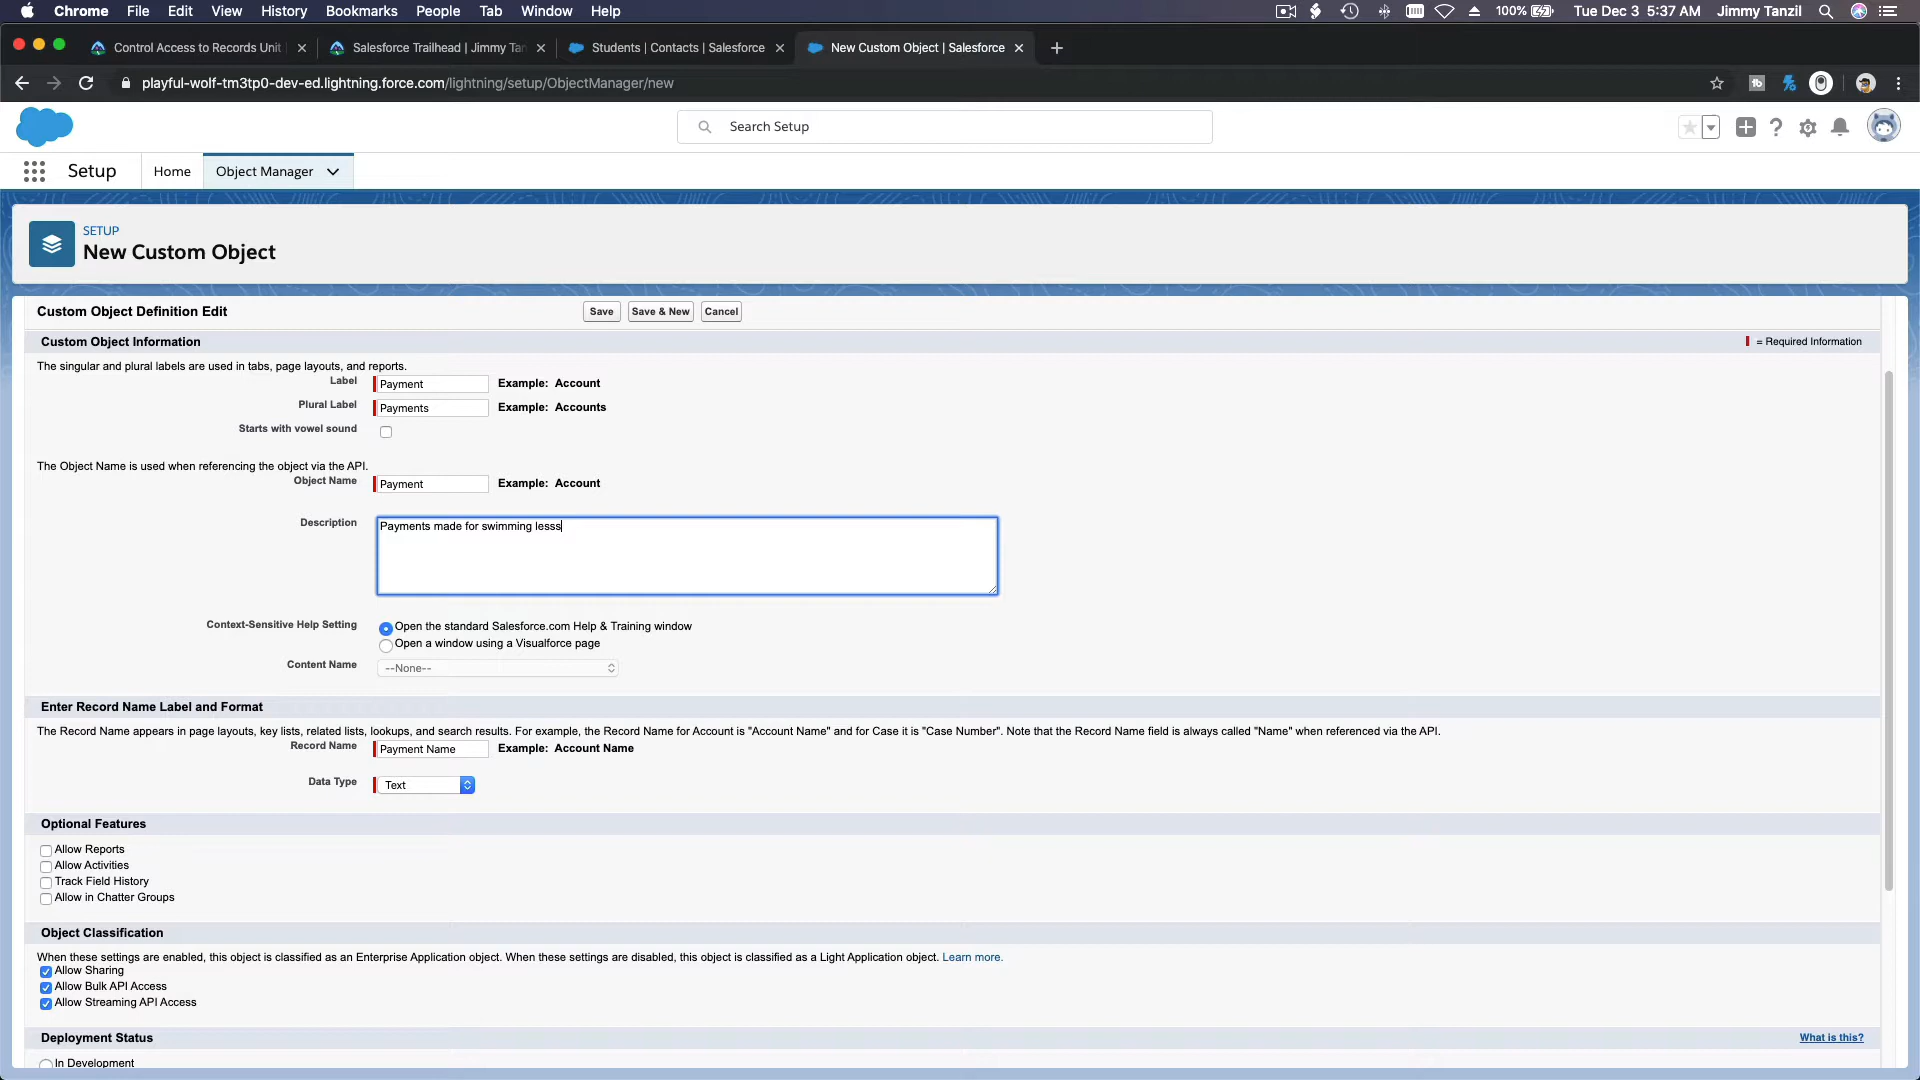 Chrome File Edit View History Bookmarks People Tab Window Help 100% Tue Dec 3 5:37 AM Jimmy Tanzil
Control Access to Records Unit Salesforce Trailhead | Jimmy Tan Students | Contacts | Salesforce New Custom Object | Salesforce
playful-wolf-tm3tp0-dev-ed.lightning.force.com/lightning/setup/ObjectManager/new
Search Setup
Setup Home Object Manager
SETUP
New Custom Object
Custom Object Definition Edit Save Save & New Cancel
Custom Object Information = Required Information
The singular and plural labels are used in tabs, page layouts, and reports.
Label Payment Example: Account
Plural Label Payments Example: Accounts
Starts with vowel sound
The Object Name is used when referencing the object via the API.
Object Name Payment Example: Account
Description Payments made for swimming lesss
Context-Sensitive Help Setting Open the standard Salesforce.com Help & Training window
Open a window using a Visualforce page
Content Name --None--
Enter Record Name Label and Format
The Record Name appears in page layouts, key lists, related lists, lookups, and search results. For example, the Record Name for Account is "Account Name" and for Case it is "Case Number". Note that the Record Name field is always called "Name" when referenced via the API.
Record Name Payment Name Example: Account Name
Data Type Text
Optional Features
Allow Reports
Allow Activities
Track Field History
Allow in Chatter Groups
Object Classification
When these settings are enabled, this object is classified as an Enterprise Application object. When these settings are disabled, this object is classified as a Light Application object. Learn more.
Allow Sharing
Allow Bulk API Access
Allow Streaming API Access
Deployment Status What is this?
In Development